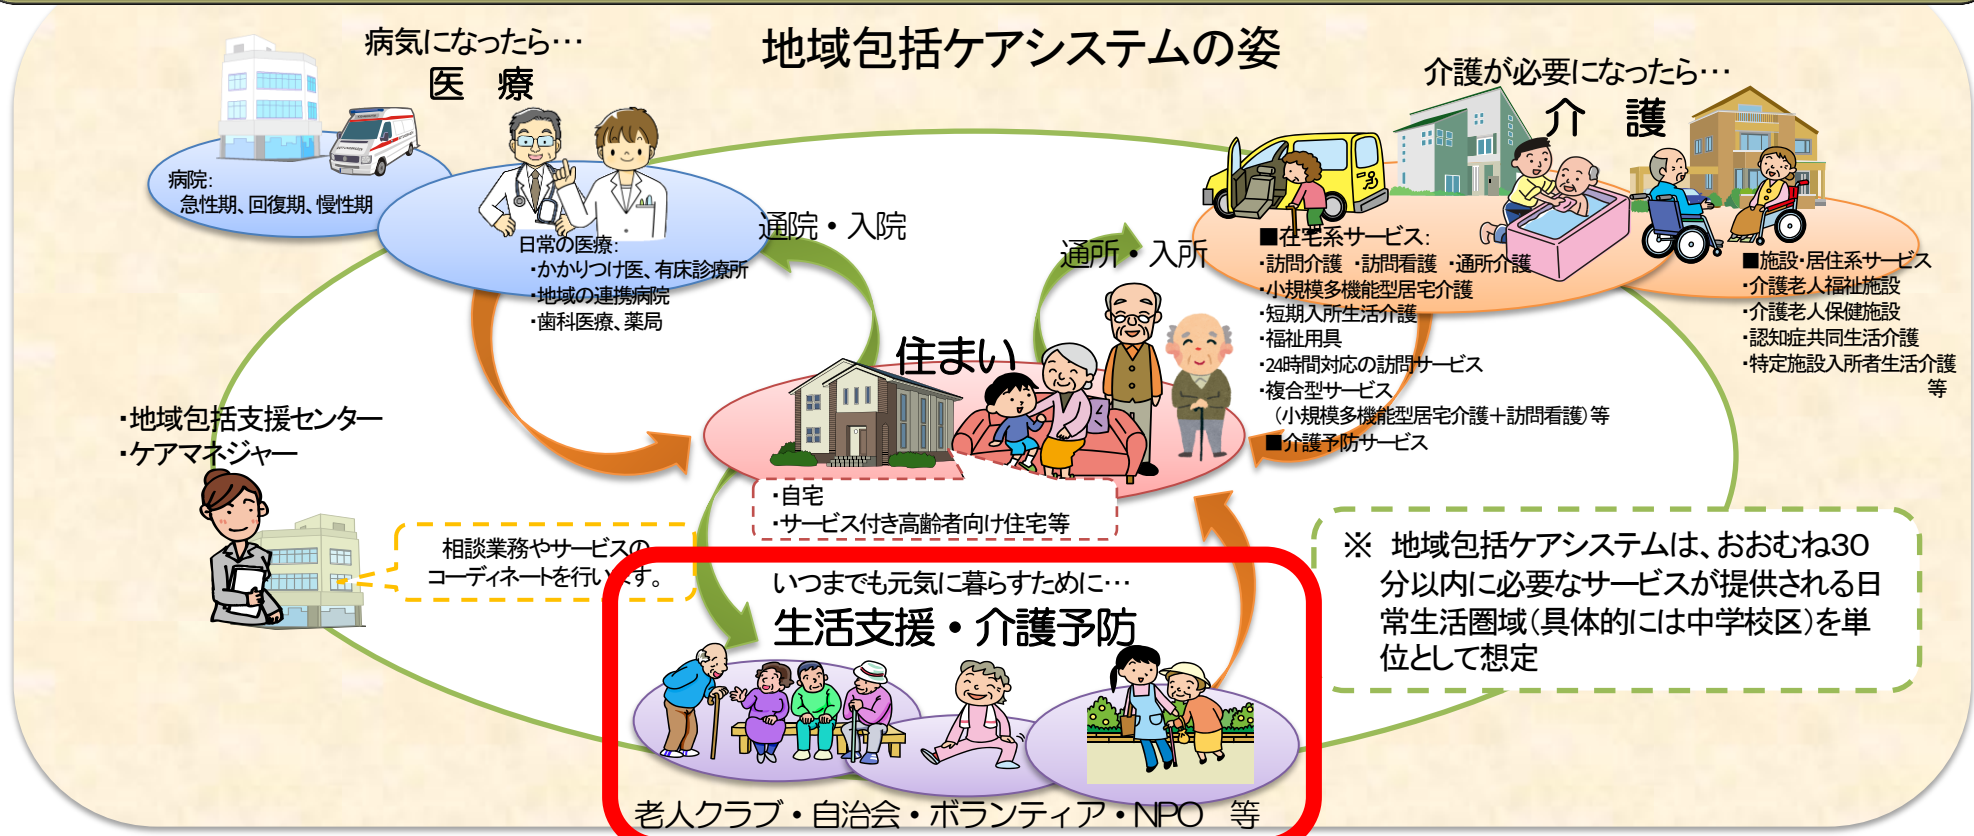 地域包括ケアシステムの姿
病気になったら･･･
医　療
病院:
急性期、回復期、慢性期
日常の医療:
・かかりつけ医、有床診療所
・地域の連携病院
・歯科医療、薬局
通院・入院
通所・入所
介護が必要になったら･･･
介　護
■在宅系サービス:
・訪問介護　・訪問看護　・通所介護
・小規模多機能型居宅介護
・短期入所生活介護
・福祉用具
・24時間対応の訪問サービス
・複合型サービス
（小規模多機能型居宅介護＋訪問看護）等
■介護予防サービス
■施設・居住系サービス
・介護老人福祉施設
・介護老人保健施設
・認知症共同生活介護
・特定施設入所者生活介護
等
住まい
・自宅
・サービス付き高齢者向け住宅等
・地域包括支援センター
・ケアマネジャー
相談業務やサービスの
コーディネートを行います。
いつまでも元気に暮らすために･･･
生活支援・介護予防
老人クラブ・自治会・ボランティア・NPO　等
※　地域包括ケアシステムは、おおむね30
分以内に必要なサービスが提供される日
常生活圏域（具体的には中学校区）を単
位として想定